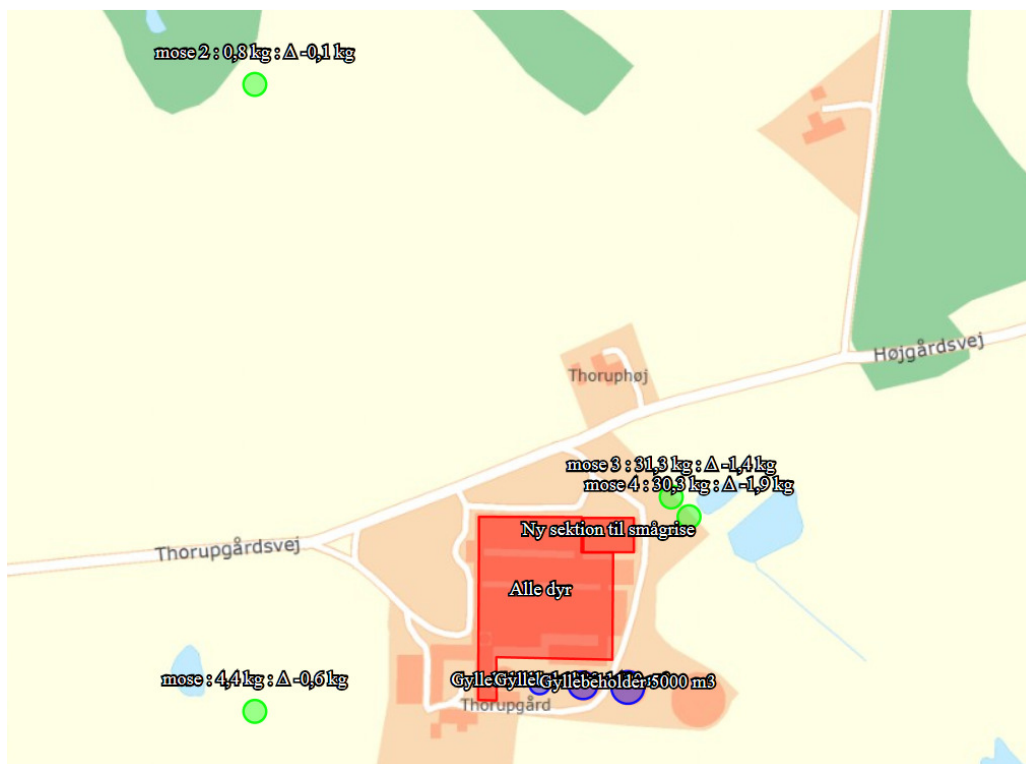 mose 2 : 0,8 kg : Δ -0,1 kg
Højgårdsvej
Thoruphøj
mose 3 : 31,3 kg : Δ -1,4 kg
mose 4 : 30,3 kg : Δ -1,9 kg
Ny sektion til smågrise
Thorupgårdsvej
Alle dyr
mose : 4,4 kg : Δ -0,6 kg
Gyllebeholder 5000 m3
Thorupgård